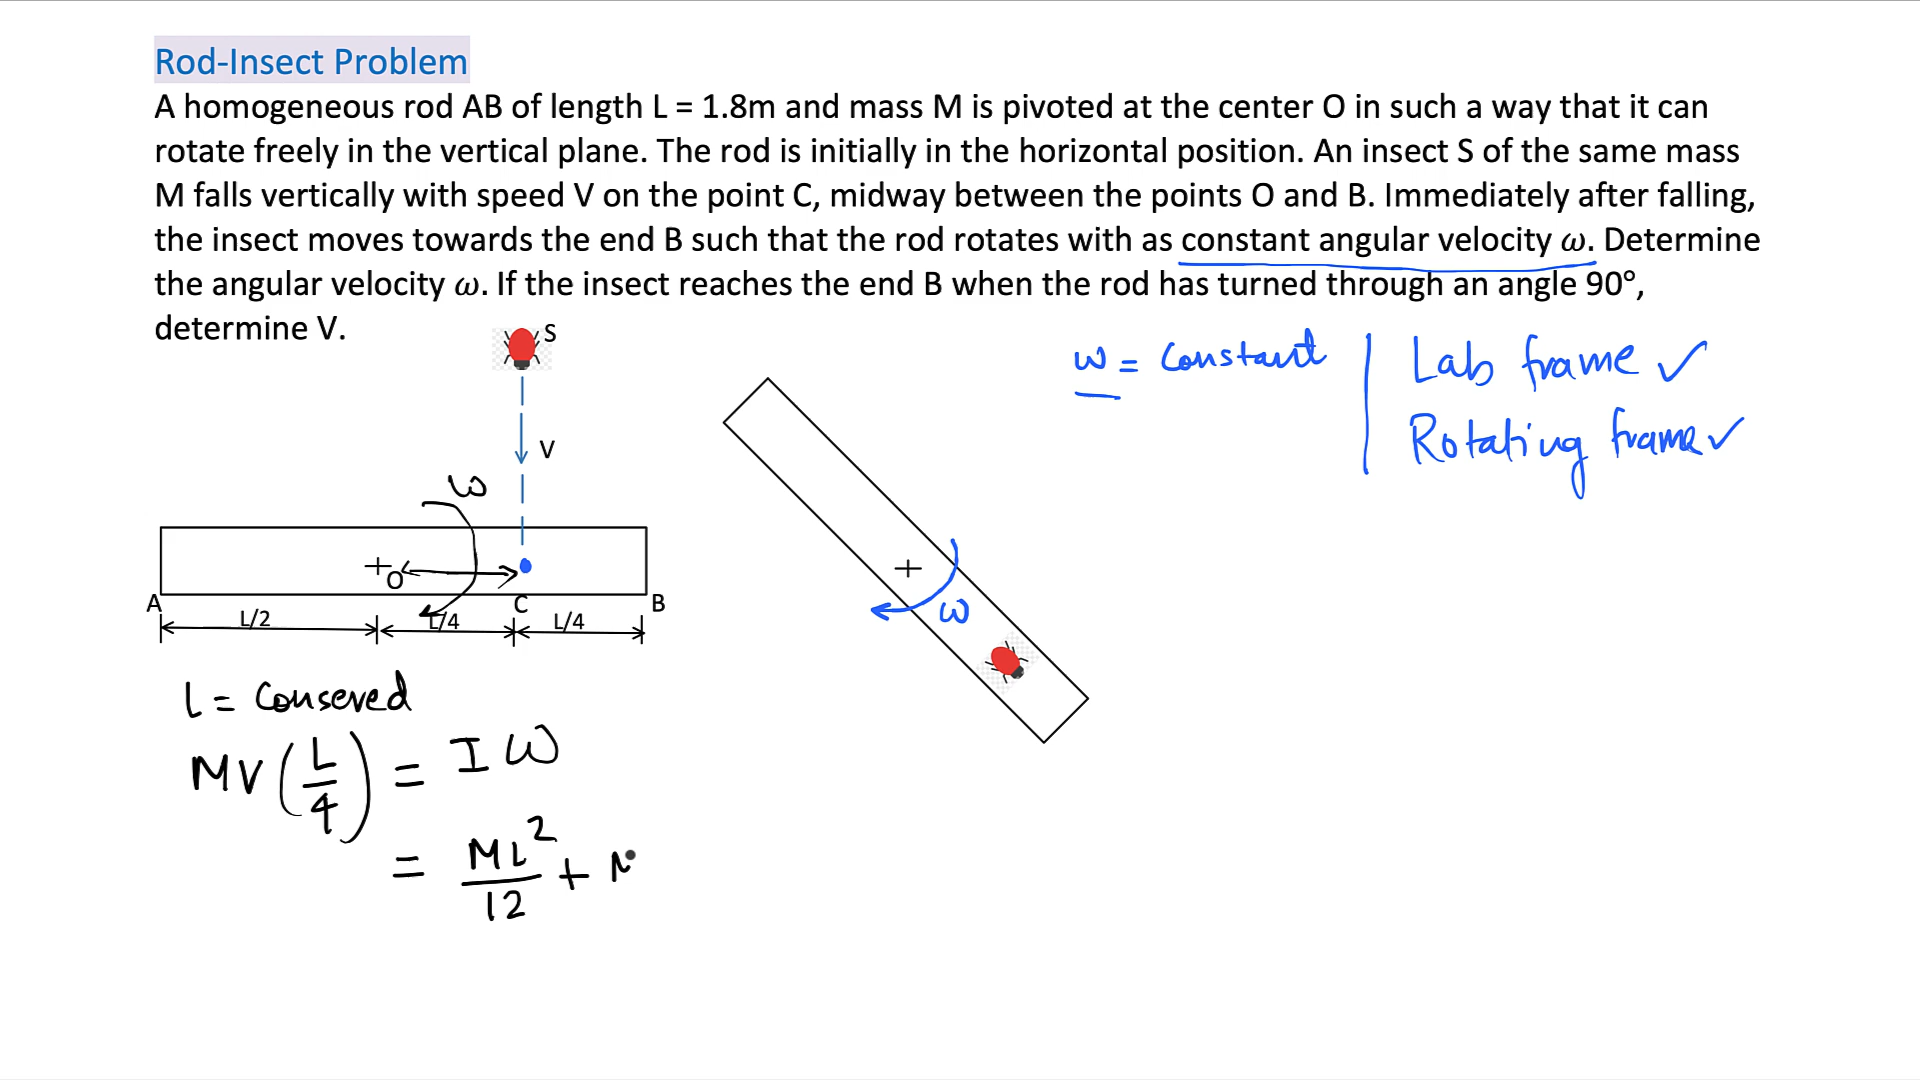 Rod-Insect Problem
A homogeneous rod AB of length L = 1.8m and mass M is pivoted at the center O in such a way that it can
rotate freely in the vertical plane. The rod is initially in the horizontal position. An insect S of the same mass
M falls vertically with speed V on the point C, midway between the points O and B. Immediately after falling,
the insect moves towards the end B such that the rod rotates with as constant angular velocity ω. Determine
the angular velocity ω. If the insect reaches the end B when the rod has turned through an angle 90°,
determine V.
S
V
ω
O
A
C
B
L/2
L/4
L/4
ω = constant
Lab frame ✓
Rotating frame ✓
ω
L = Conseved
MV(L/4) = Iω
= ML²/12 +